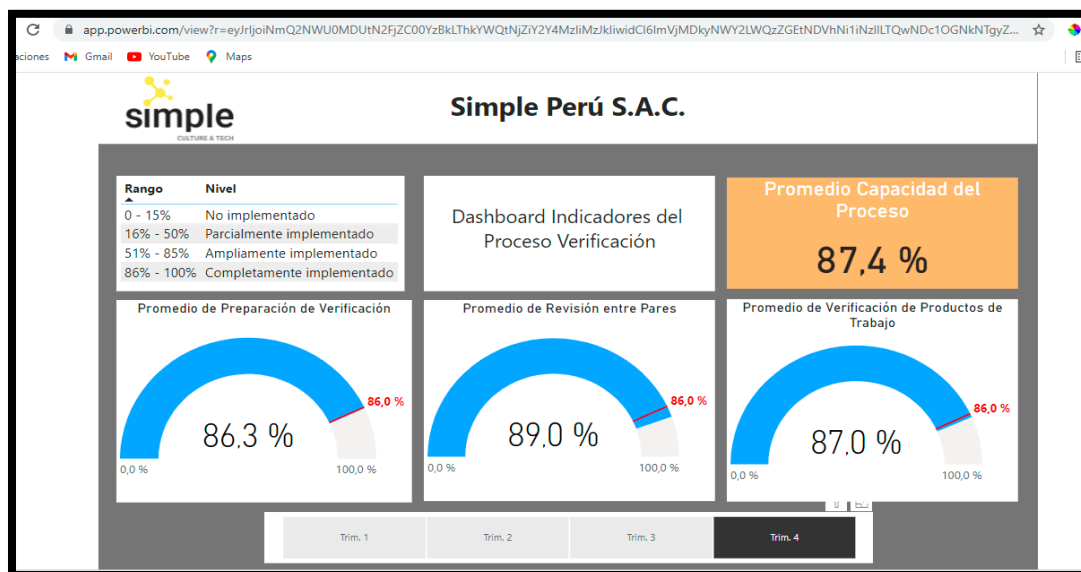 app.powerbi.com/view?r=eyJrIjoiNmQ2NWU0MDUtN2FjZC00YzBkLThkYWQtNjZiY2Y4MzliMzJkIiwidCI6ImVjMDkyNWY2LWQzZGEtNDVhNi1iNzllLTQwNDc1OGNkNTgyZ...
aciones Gmail YouTube Maps
simple
CULTURE & TECH
Simple Perú S.A.C.
Rango Nivel
0 - 15% No implementado
16% - 50% Parcialmente implementado
51% - 85% Ampliamente implementado
86% - 100% Completamente implementado
Dashboard Indicadores del
Proceso Verificación
Promedio Capacidad del
Proceso
87,4 %
Promedio de Preparación de Verificación
86,0 %
86,3 %
0,0 %
100,0 %
Promedio de Revisión entre Pares
86,0 %
89,0 %
0,0 %
100,0 %
Promedio de Verificación de Productos de
Trabajo
86,0 %
87,0 %
0,0 %
100,0 %
Trim. 1
Trim. 2
Trim. 3
Trim. 4